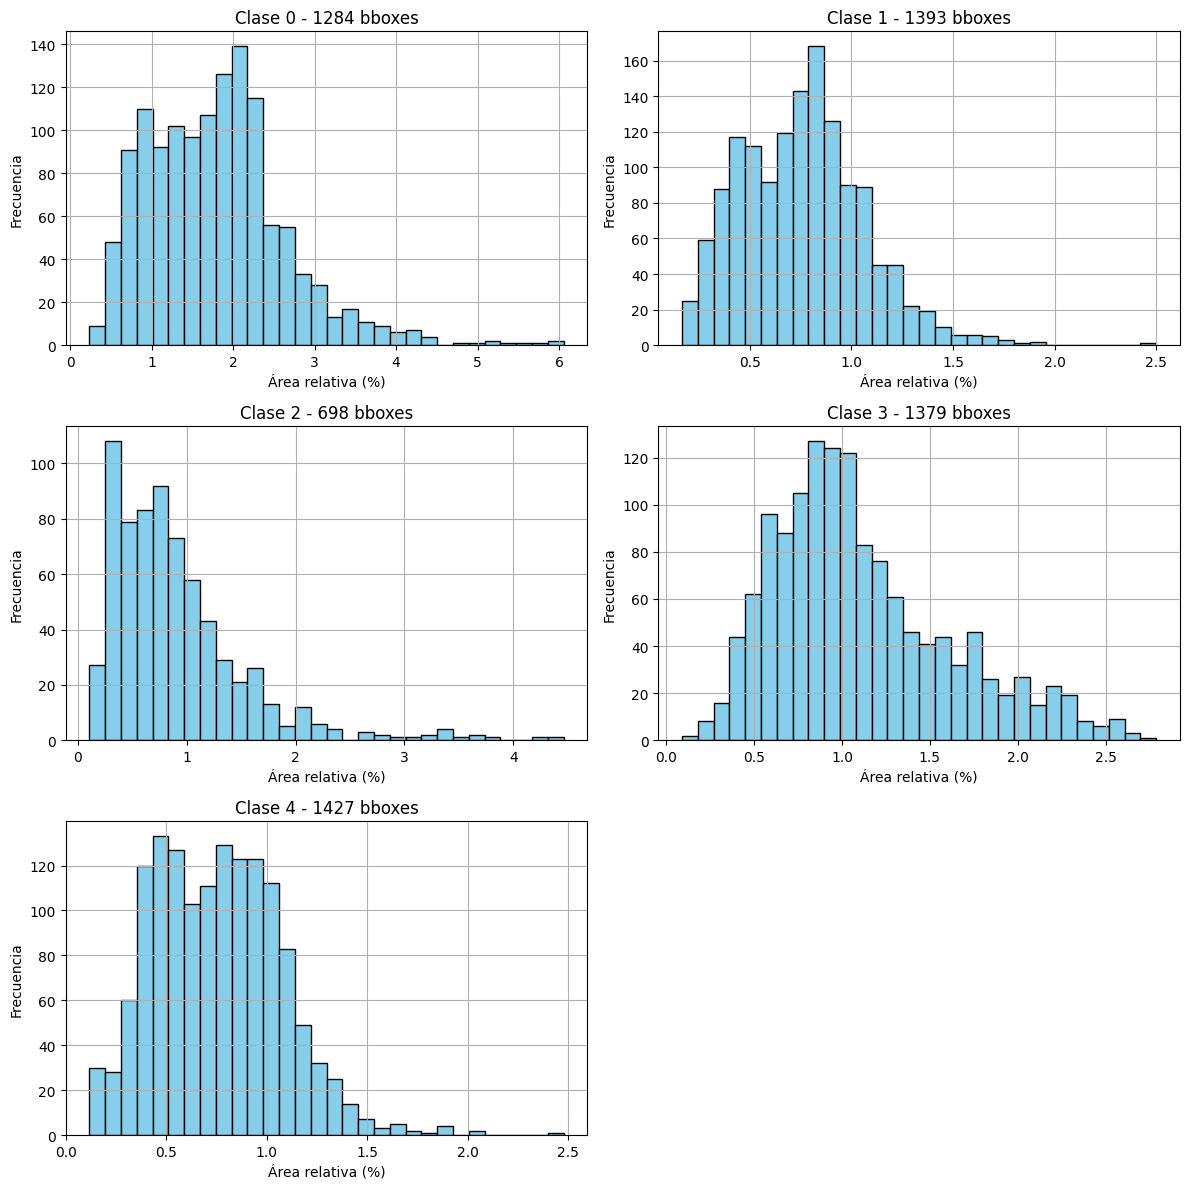 Clase 0 - 1284 bboxes
140
120
100
80
60
40
20
0
Frecuencia
0 1 2 3 4 5 6
Área relativa (%)
Clase 1 - 1393 bboxes
160
140
120
100
80
60
40
20
0
Frecuencia
0.5 1.0 1.5 2.0 2.5
Área relativa (%)
Clase 2 - 698 bboxes
100
80
60
40
20
0
Frecuencia
0 1 2 3 4
Área relativa (%)
Clase 3 - 1379 bboxes
120
100
80
60
40
20
0
Frecuencia
0.0 0.5 1.0 1.5 2.0 2.5
Área relativa (%)
Clase 4 - 1427 bboxes
120
100
80
60
40
20
0
Frecuencia
0.0 0.5 1.0 1.5 2.0 2.5
Área relativa (%)